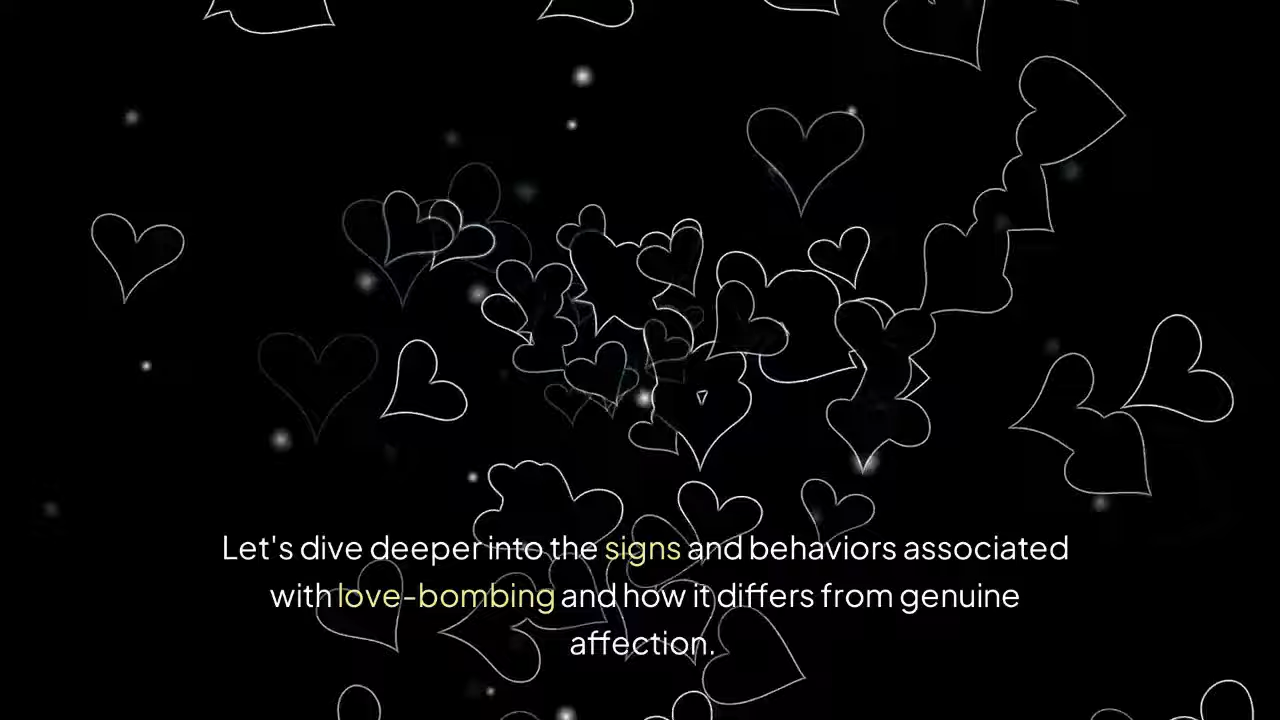 Let's dive deeper into the signs and behaviors associated
with love-bombing and how it differs from genuine
affection.